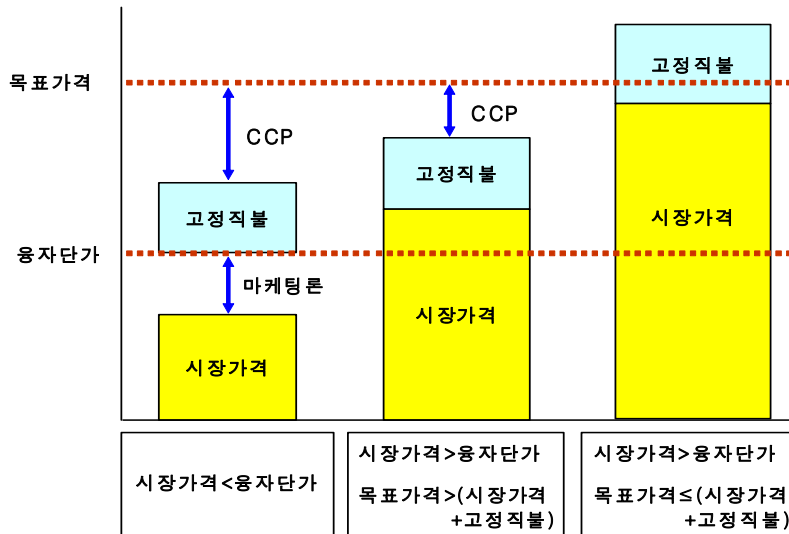 목표가격
고정직불
CCP
CCP
고정직불
고정직불
시장가격
융자단가
마케팅론
시장가격
시장가격
시장가격<융자단가
시장가격>융자단가
목표가격>(시장가격
+고정직불)
시장가격>융자단가
목표가격≤(시장가격
+고정직불)